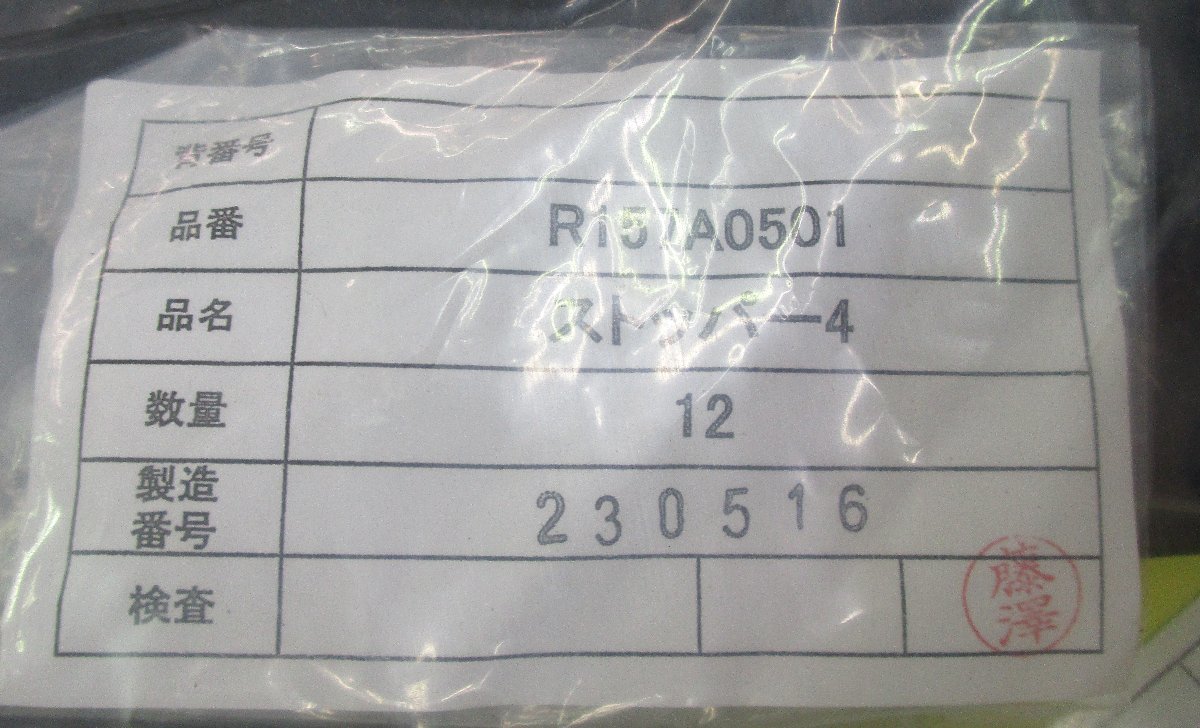 背番号
品番 R157A0501
品名 ストッパー4
数量 12
製造
番号 230516
検査
藤澤